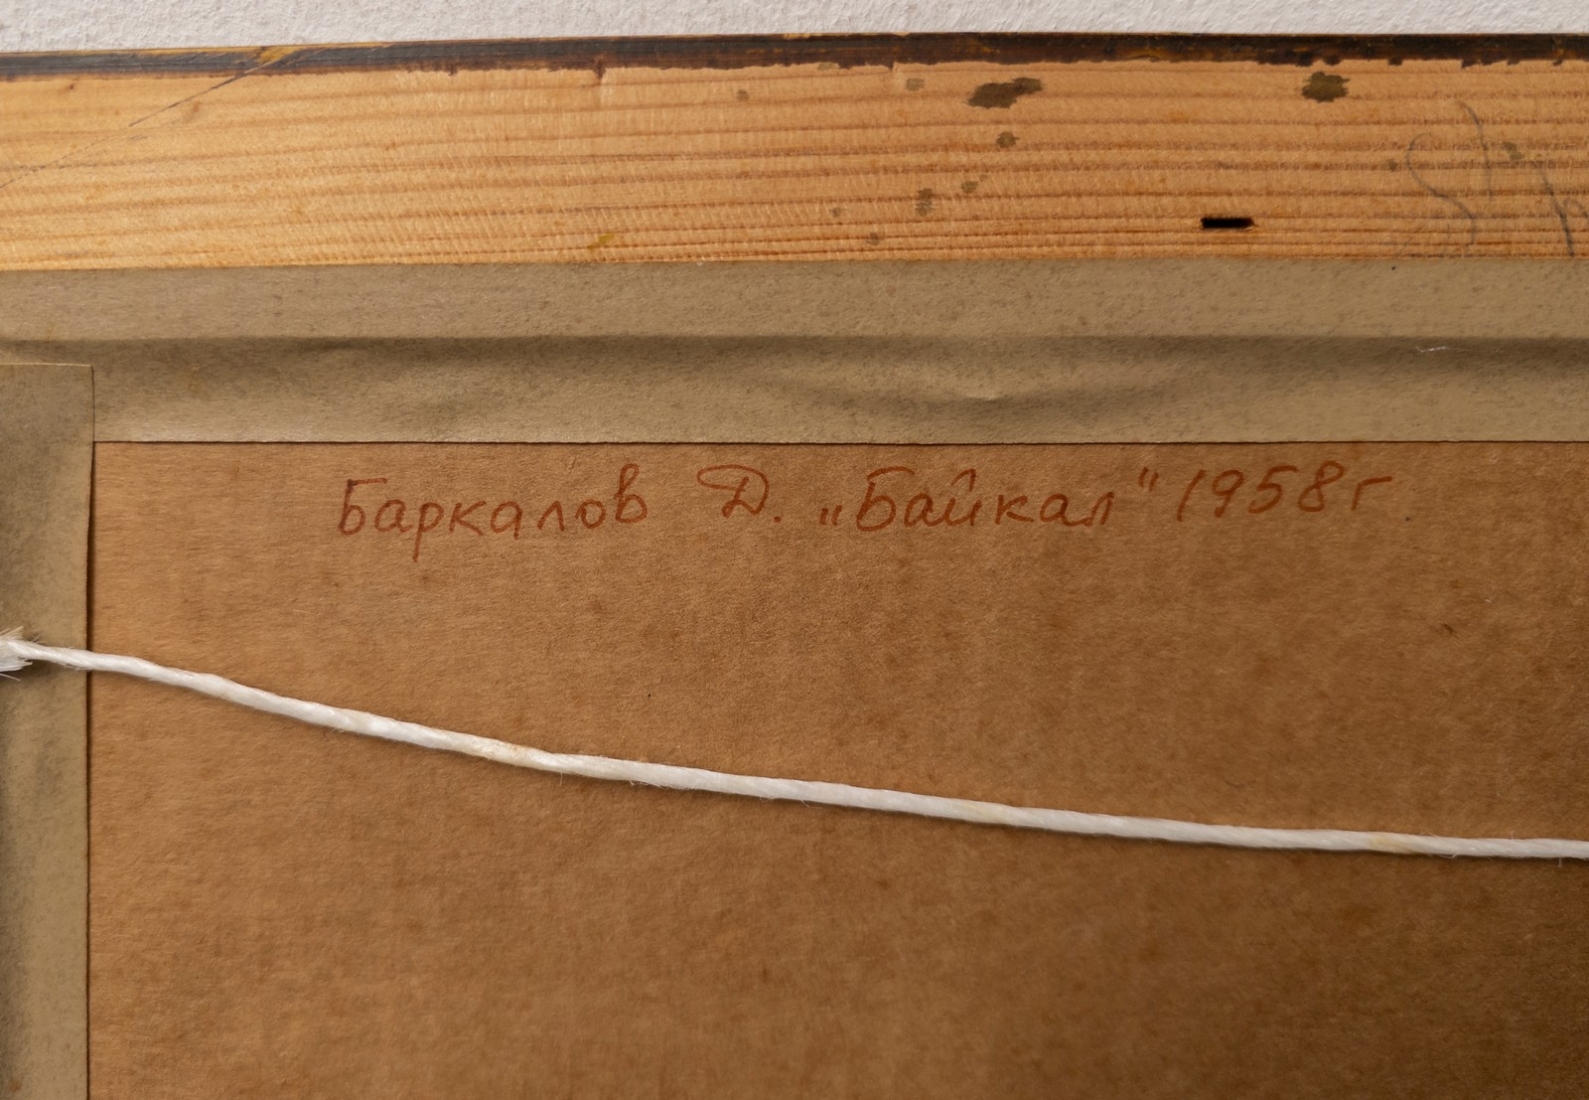 Баркалов Д. „Байкал" 1958г.